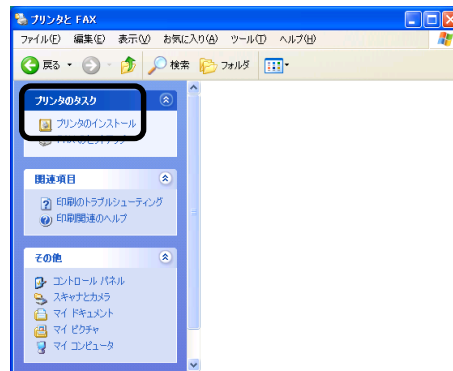 プリンタと FAX
ファイル(F) 編集(E) 表示(V) お気に入り(A) ツール(T) ヘルプ(H)
戻る 検索 フォルダ
プリンタのタスク
プリンタのインストール
関連項目
印刷のトラブルシューティング
印刷関連のヘルプ
その他
コントロール パネル
スキャナとカメラ
マイ ドキュメント
マイ ピクチャ
マイ コンピュータ